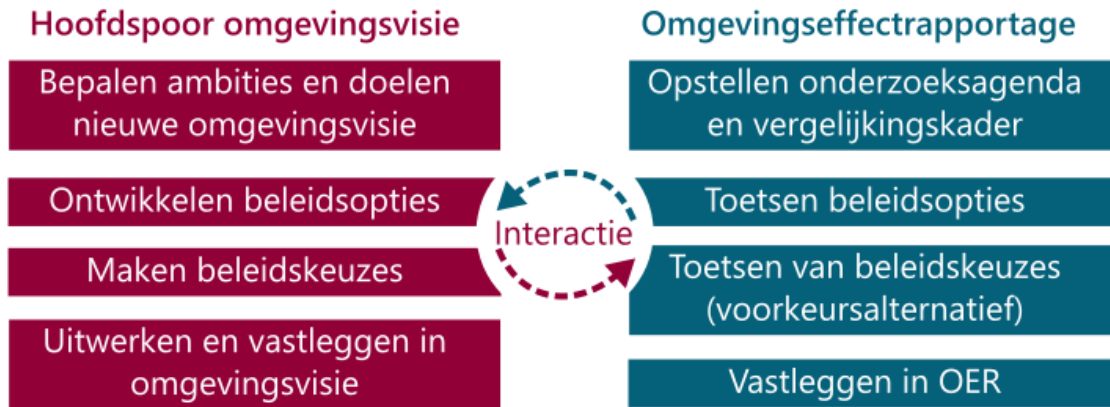 Hoofdspoor omgevingsvisie
Bepalen ambities en doelen
nieuwe omgevingsvisie
Ontwikkelen beleidsopties
Maken beleidskeuzes
Uitwerken en vastleggen in
omgevingsvisie
Interactie
Omgevingseffectrapportage
Opstellen onderzoeksagenda
en vergelijkingskader
Toetsen beleidsopties
Toetsen van beleidskeuzes
(voorkeursalternatief)
Vastleggen in OER